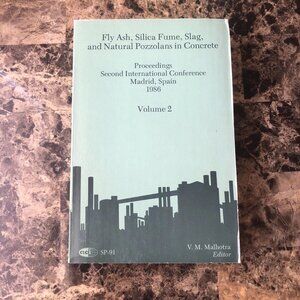 Fly Ash, Silica Fume, Slag,
and Natural Pozzolans in Concrete
Proceedings
Second International Conference
Madrid, Spain
1986
Volume 2
V. M. Malhotra
Editor
SP-91